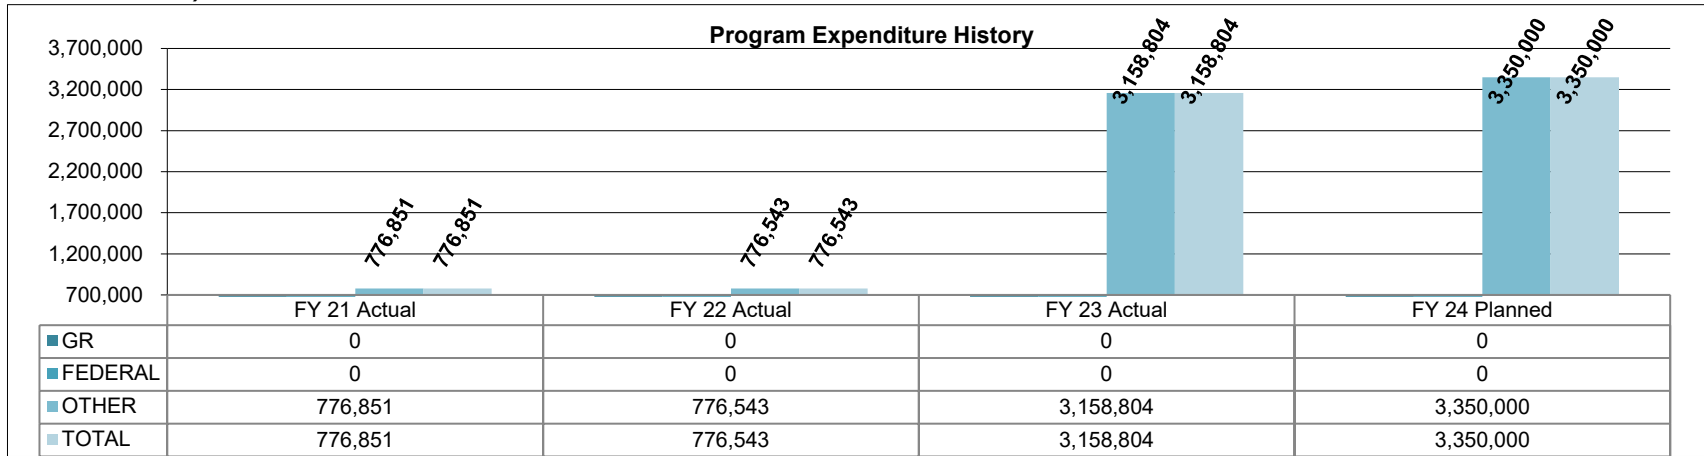 Program Expenditure History
3,700,000
3,200,000
2,700,000
2,200,000
1,700,000
1,200,000
700,000
776,851
776,851
776,543
776,543
3,158,804
3,158,804
3,350,000
3,350,000
FY 21 Actual FY 22 Actual FY 23 Actual FY 24 Planned
GR 0 0 0 0
FEDERAL 0 0 0 0
OTHER 776,851 776,543 3,158,804 3,350,000
TOTAL 776,851 776,543 3,158,804 3,350,000